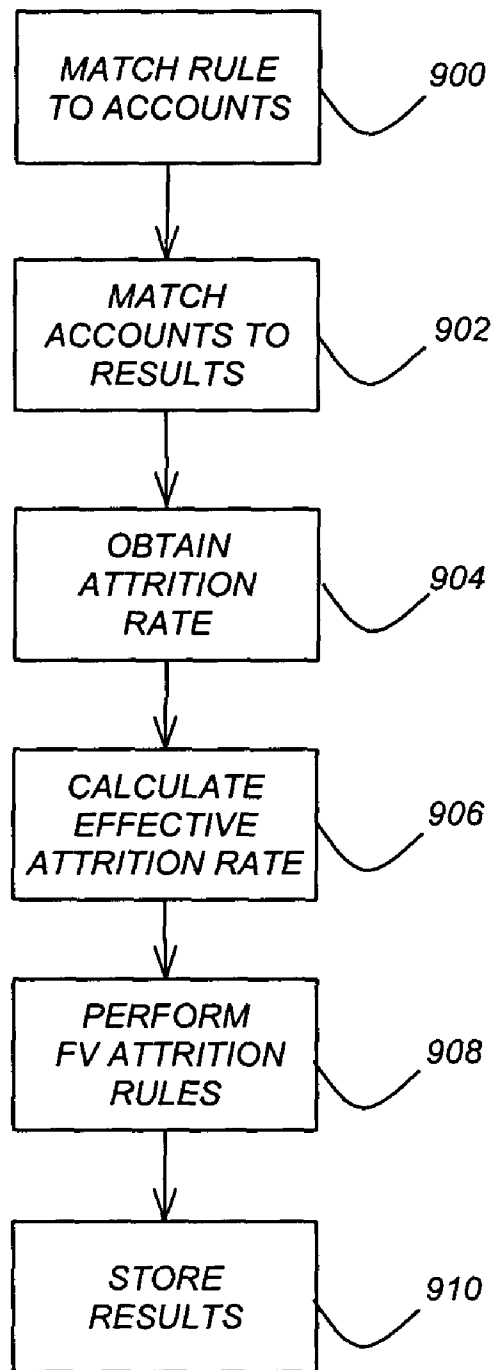 MATCH RULE
TO ACCOUNTS
900
MATCH
ACCOUNTS TO
RESULTS
902
OBTAIN
ATTRITION
RATE
904
CALCULATE
EFFECTIVE
ATTRITION RATE
906
PERFORM
FV ATTRITION
RULES
908
STORE
RESULTS
910